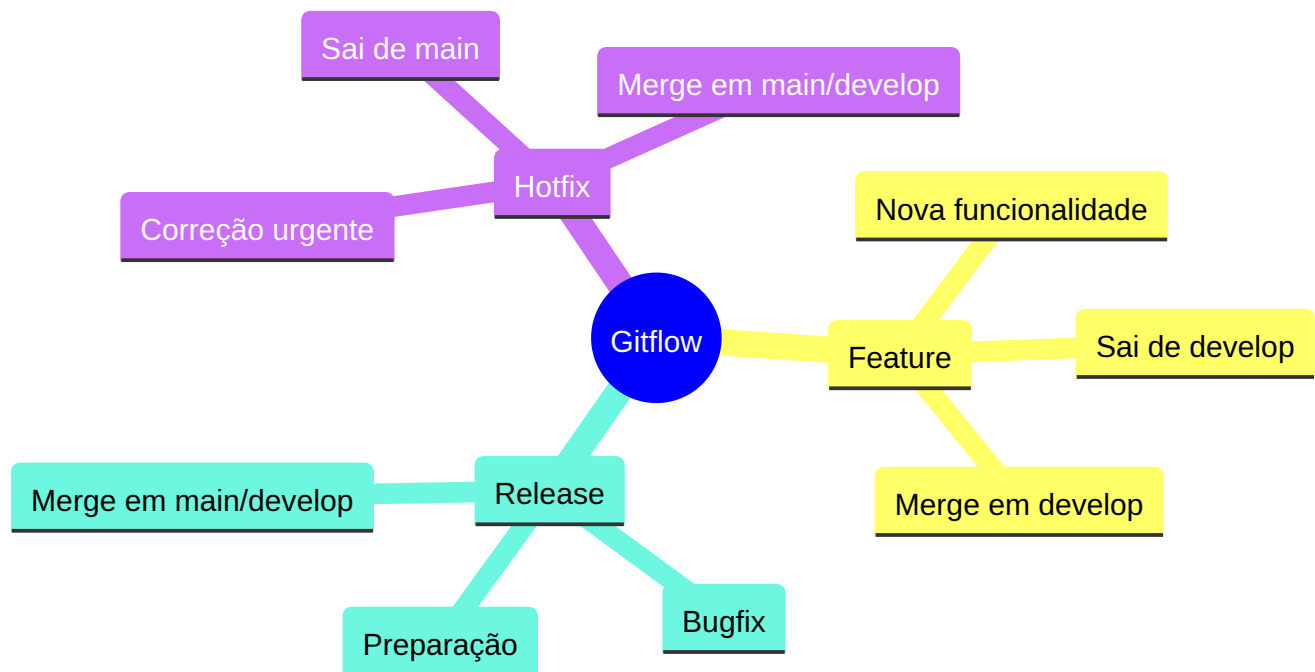 Sai de main
Merge em main/develop
Hotfix
Correção urgente
Nova funcionalidade
Gitflow
Sai de develop
Feature
Merge em develop
Merge em main/develop
Release
Bugfix
Preparação